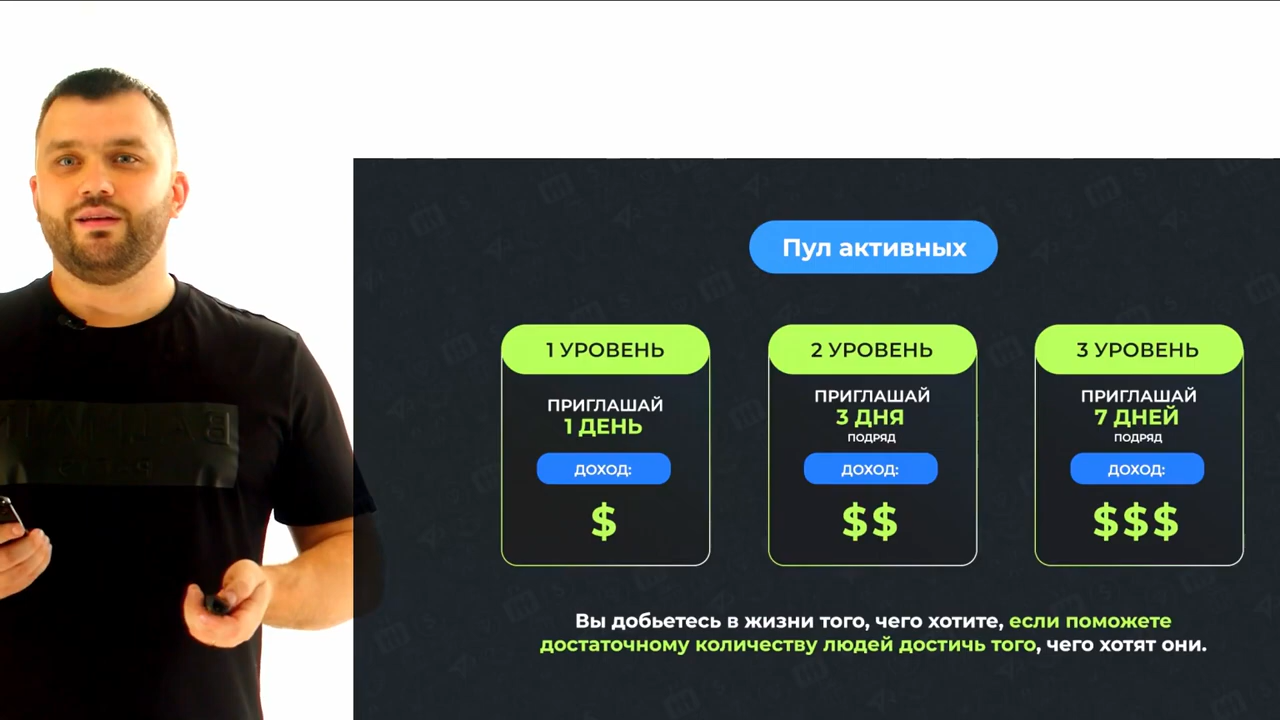 Пул активных
1 УРОВЕНЬ
ПРИГЛАШАЙ
1 ДЕНЬ
ДОХОД:
$
2 УРОВЕНЬ
ПРИГЛАШАЙ
3 ДНЯ
ПОДРЯД
ДОХОД:
$$
3 УРОВЕНЬ
ПРИГЛАШАЙ
7 ДНЕЙ
ПОДРЯД
ДОХОД:
$$$
Вы добьетесь в жизни того, чего хотите, если поможете
достаточному количеству людей достичь того, чего хотят они.